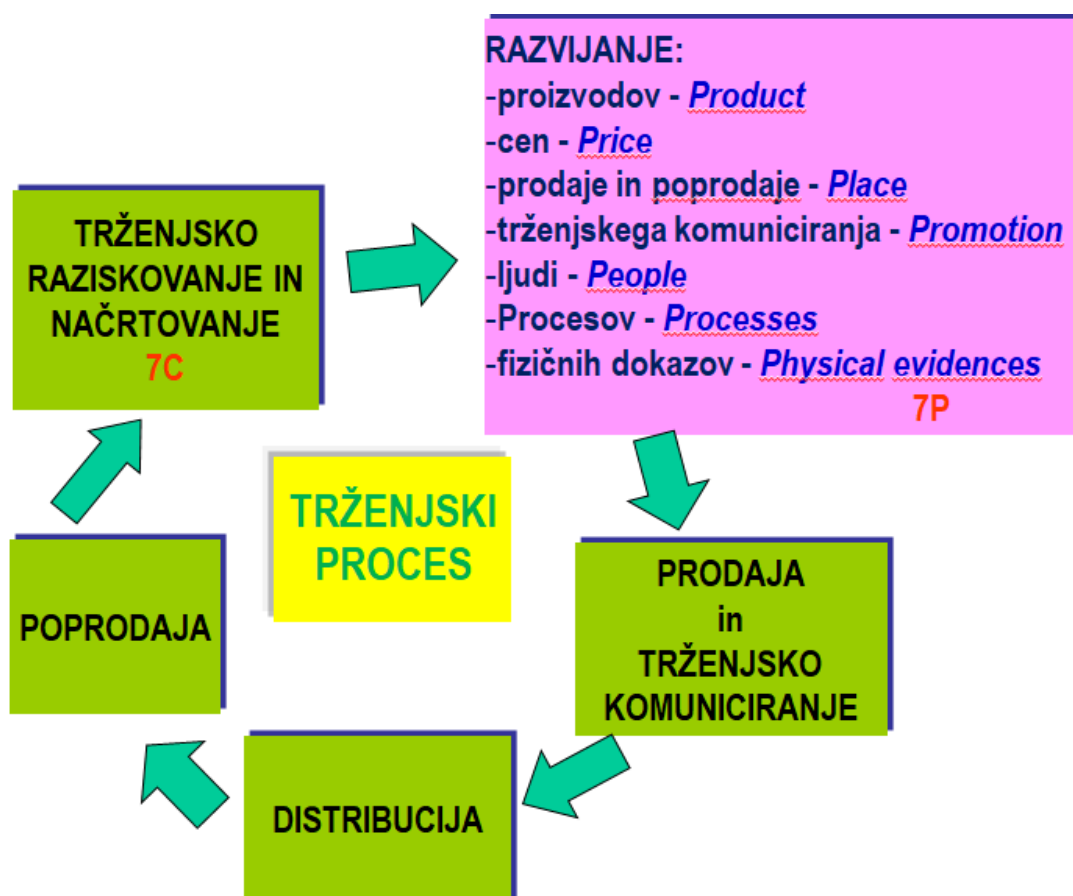 RAZVIJANJE:
-proizvodov - Product
-cen - Price
-prodaje in poprodaje - Place
-trženjskega komuniciranja - Promotion
-ljudi - People
-Procesov - Processes
-fizičnih dokazov - Physical evidences
7P
TRŽENJSKO
RAZISKOVANJE IN
NAČRTOVANJE
7C
TRŽENJSKI
PROCES
PRODAJA
in
TRŽENJSKO
KOMUNICIRANJE
POPRODAJA
DISTRIBUCIJA